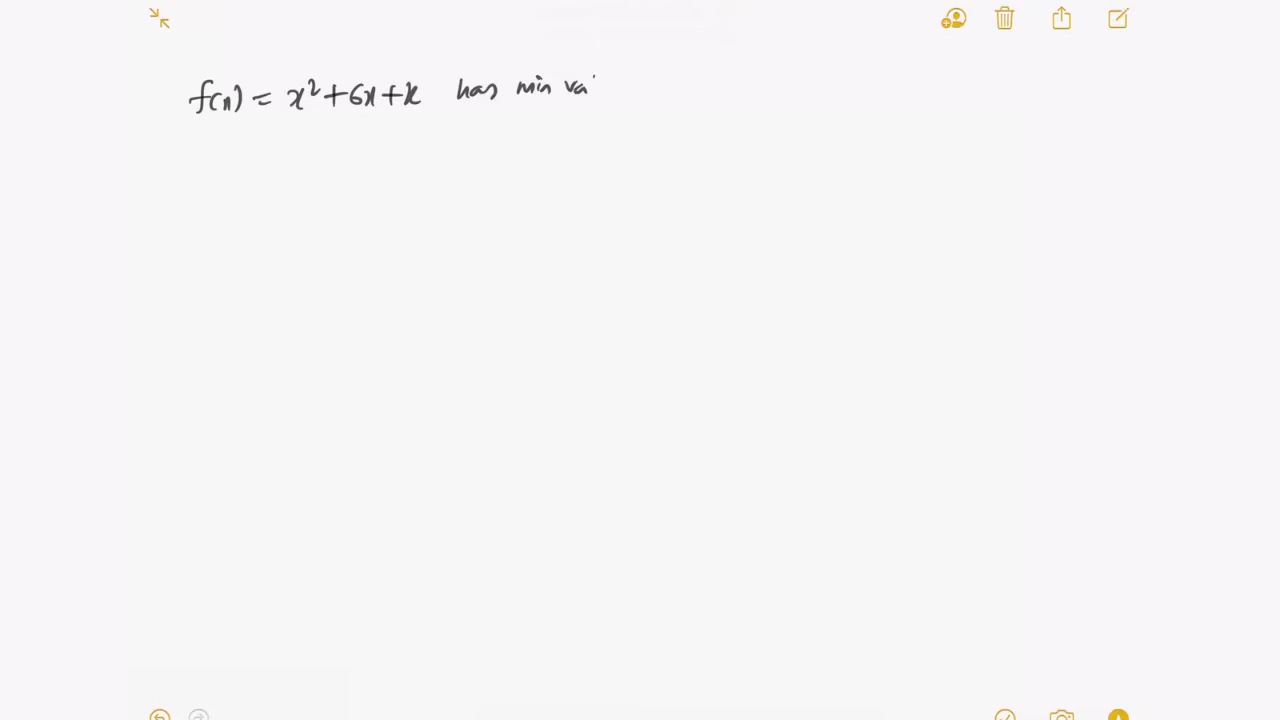 f(x) = x²+6x+k has min va